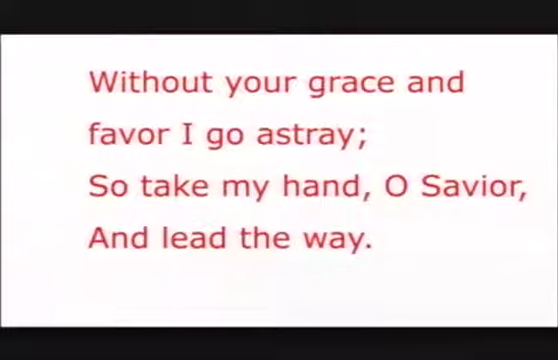 Without your grace and
favor I go astray;
So take my hand, O Savior,
And lead the way.